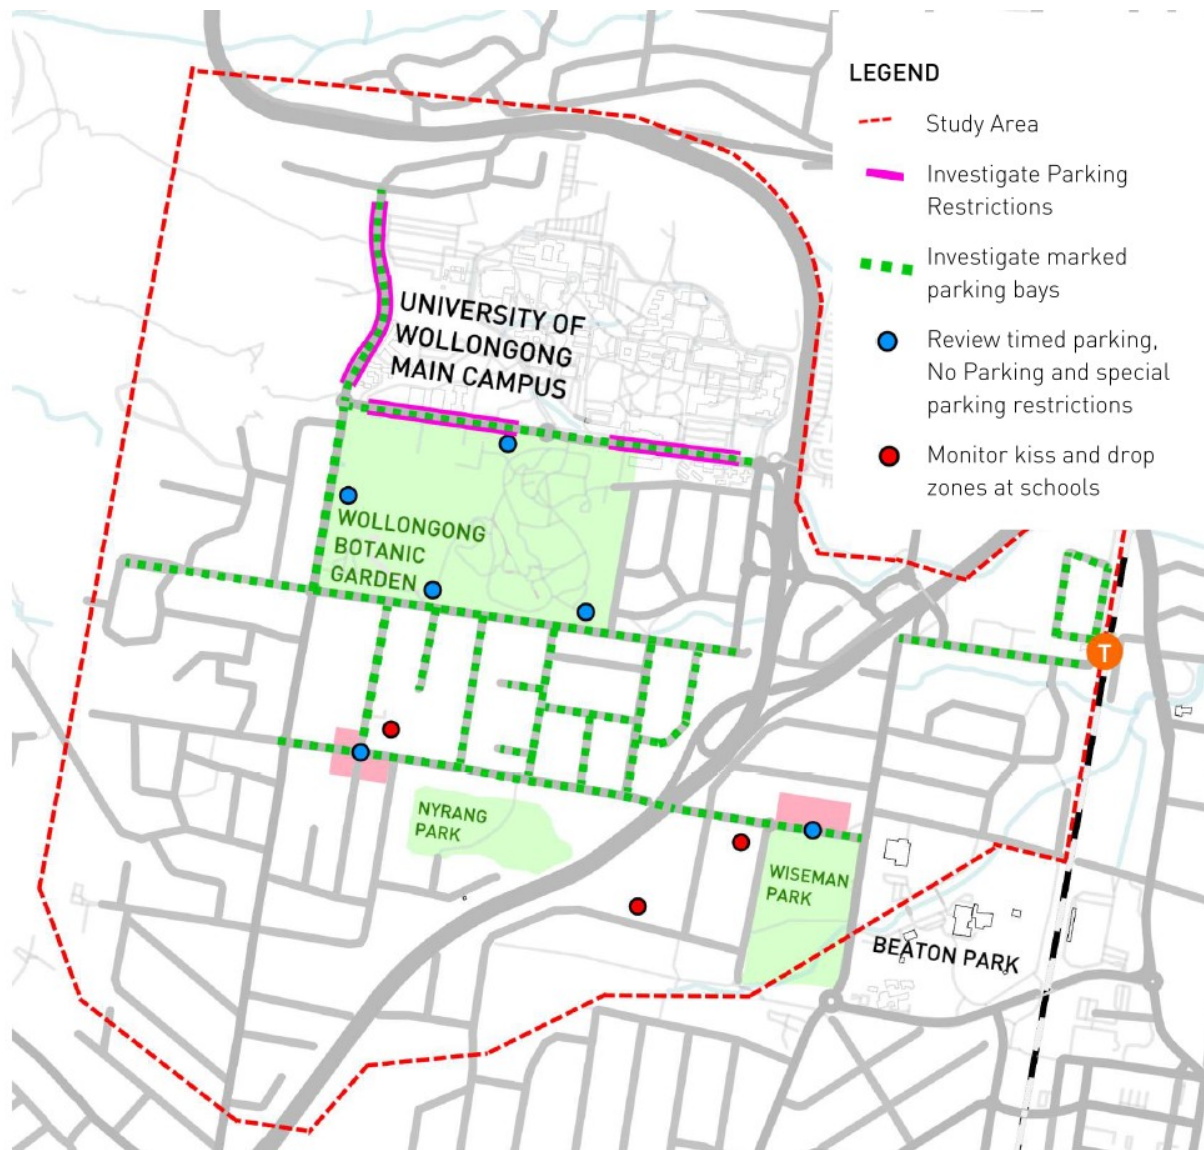 LEGEND
Study Area
Investigate Parking
Restrictions
Investigate marked
parking bays
Review timed parking,
No Parking and special
parking restrictions
Monitor kiss and drop
zones at schools
UNIVERSITY OF
WOLLONGONG
MAIN CAMPUS
WOLLONGONG
BOTANIC
GARDEN
T
NYRANG
PARK
WISEMAN
PARK
BEATON PARK